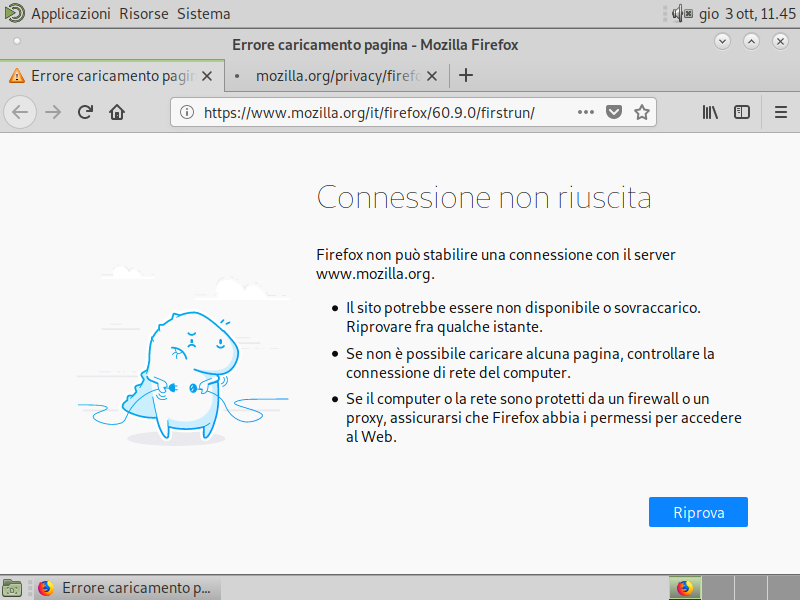 Applicazioni Risorse Sistema
gio 3 ott, 11.45
Errore caricamento pagina - Mozilla Firefox
Errore caricamento pagin
mozilla.org/privacy/firefo
https://www.mozilla.org/it/firefox/60.9.0/firstrun/
Connessione non riuscita
Firefox non può stabilire una connessione con il server
www.mozilla.org.
Il sito potrebbe essere non disponibile o sovraccarico.
Riprovare fra qualche istante.
Se non è possibile caricare alcuna pagina, controllare la
connessione di rete del computer.
Se il computer o la rete sono protetti da un firewall o un
proxy, assicurarsi che Firefox abbia i permessi per accedere
al Web.
Riprova
Errore caricamento p...